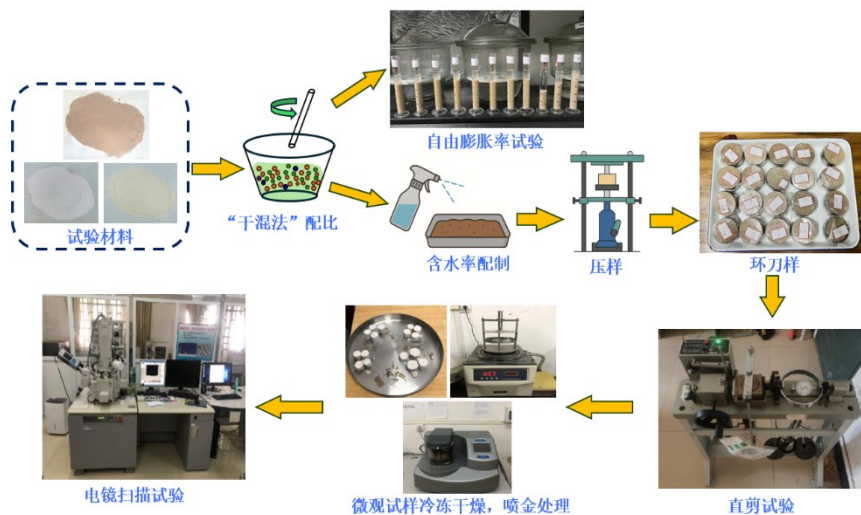 自由膨胀率试验
试验材料
“干混法”配比
含水率配制
压样
环刀样
电镜扫描试验
微观试样冷冻干燥，喷金处理
直剪试验